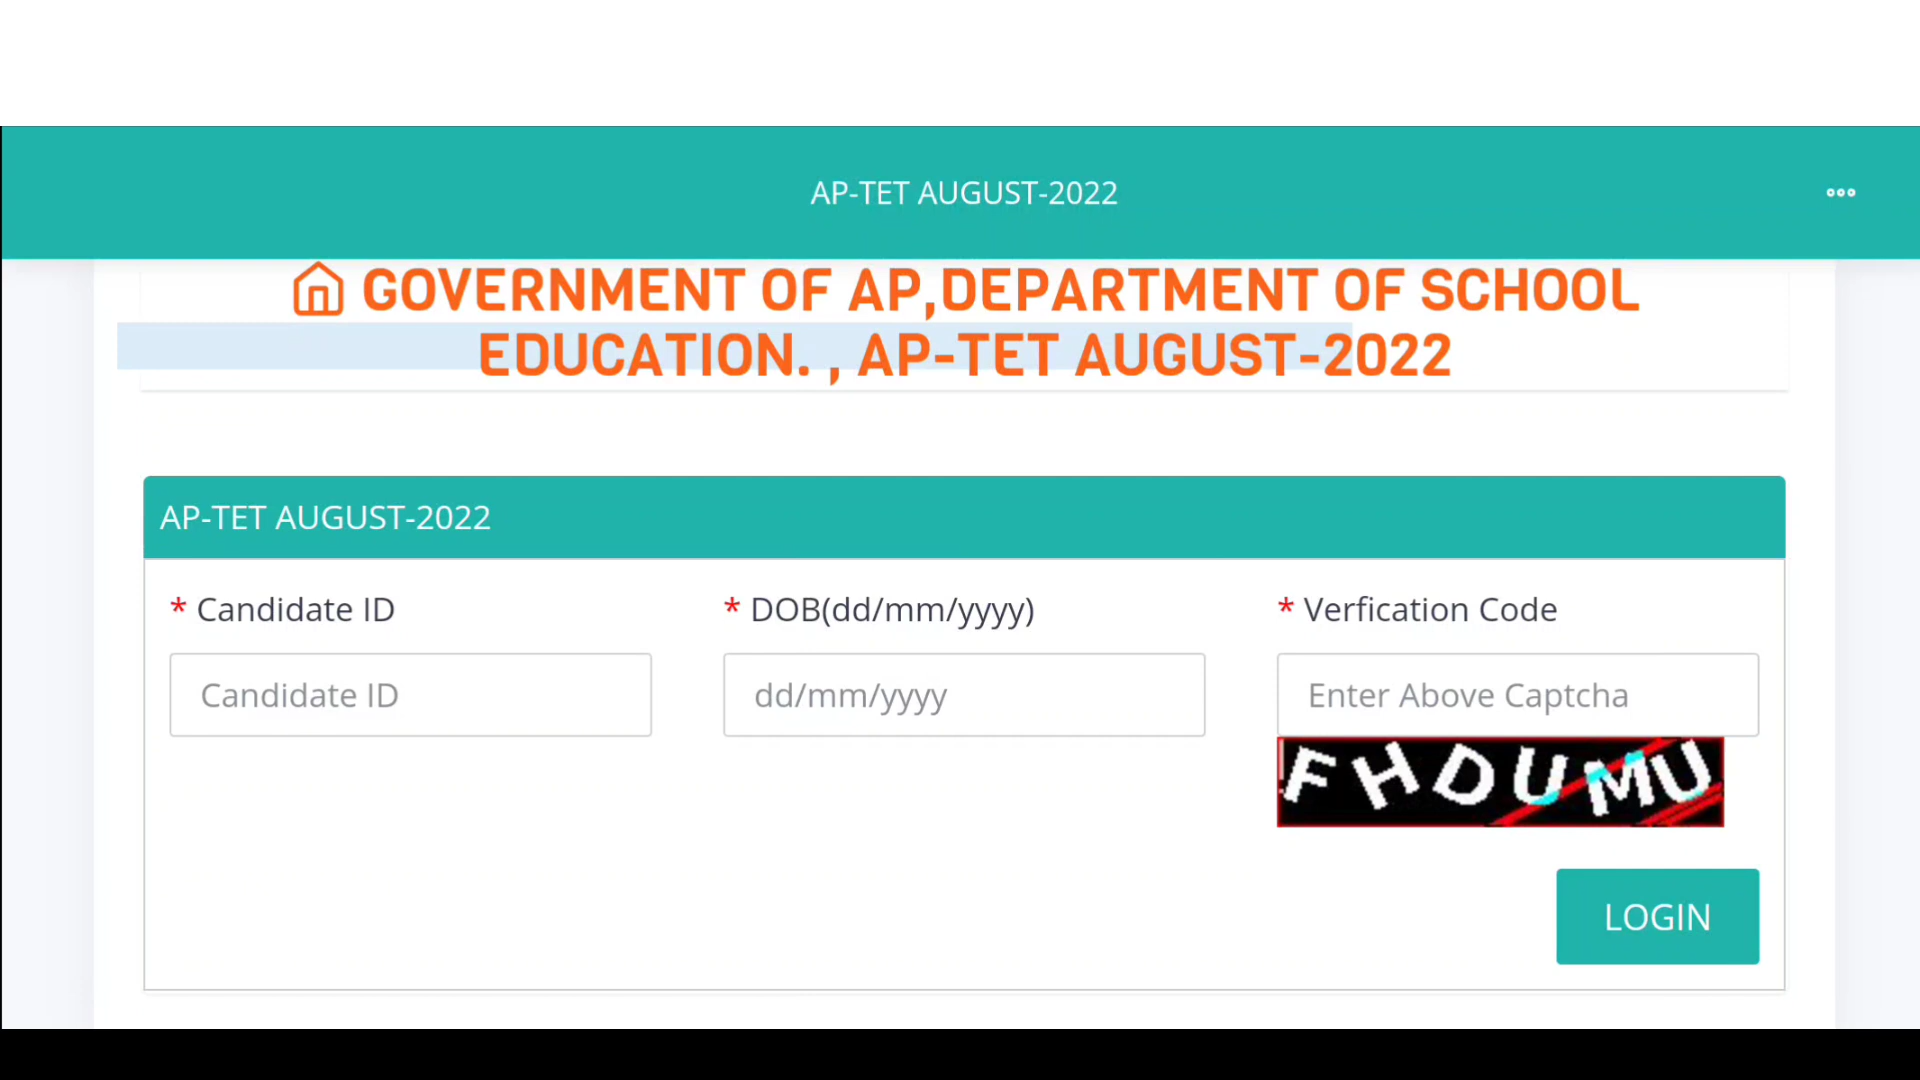 AP-TET AUGUST-2022
GOVERNMENT OF AP,DEPARTMENT OF SCHOOL
EDUCATION. , AP-TET AUGUST-2022
AP-TET AUGUST-2022
* Candidate ID
* DOB(dd/mm/yyyy)
* Verfication Code
Candidate ID
dd/mm/yyyy
Enter Above Captcha
FHDUMU
LOGIN